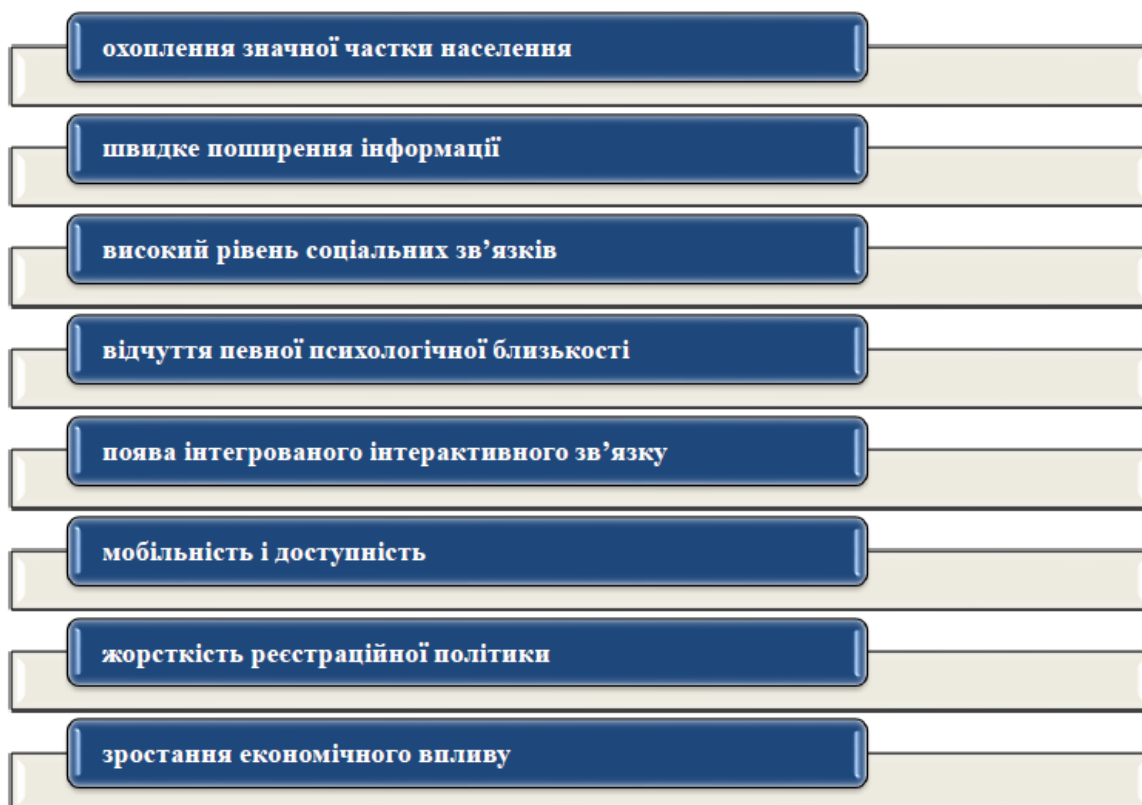 охоплення значної частки населення
швидке поширення інформації
високий рівень соціальних зв’язків
відчуття певної психологічної близькості
поява інтегрованого інтерактивного зв’язку
мобільність і доступність
жорсткість реєстраційної політики
зростання економічного впливу